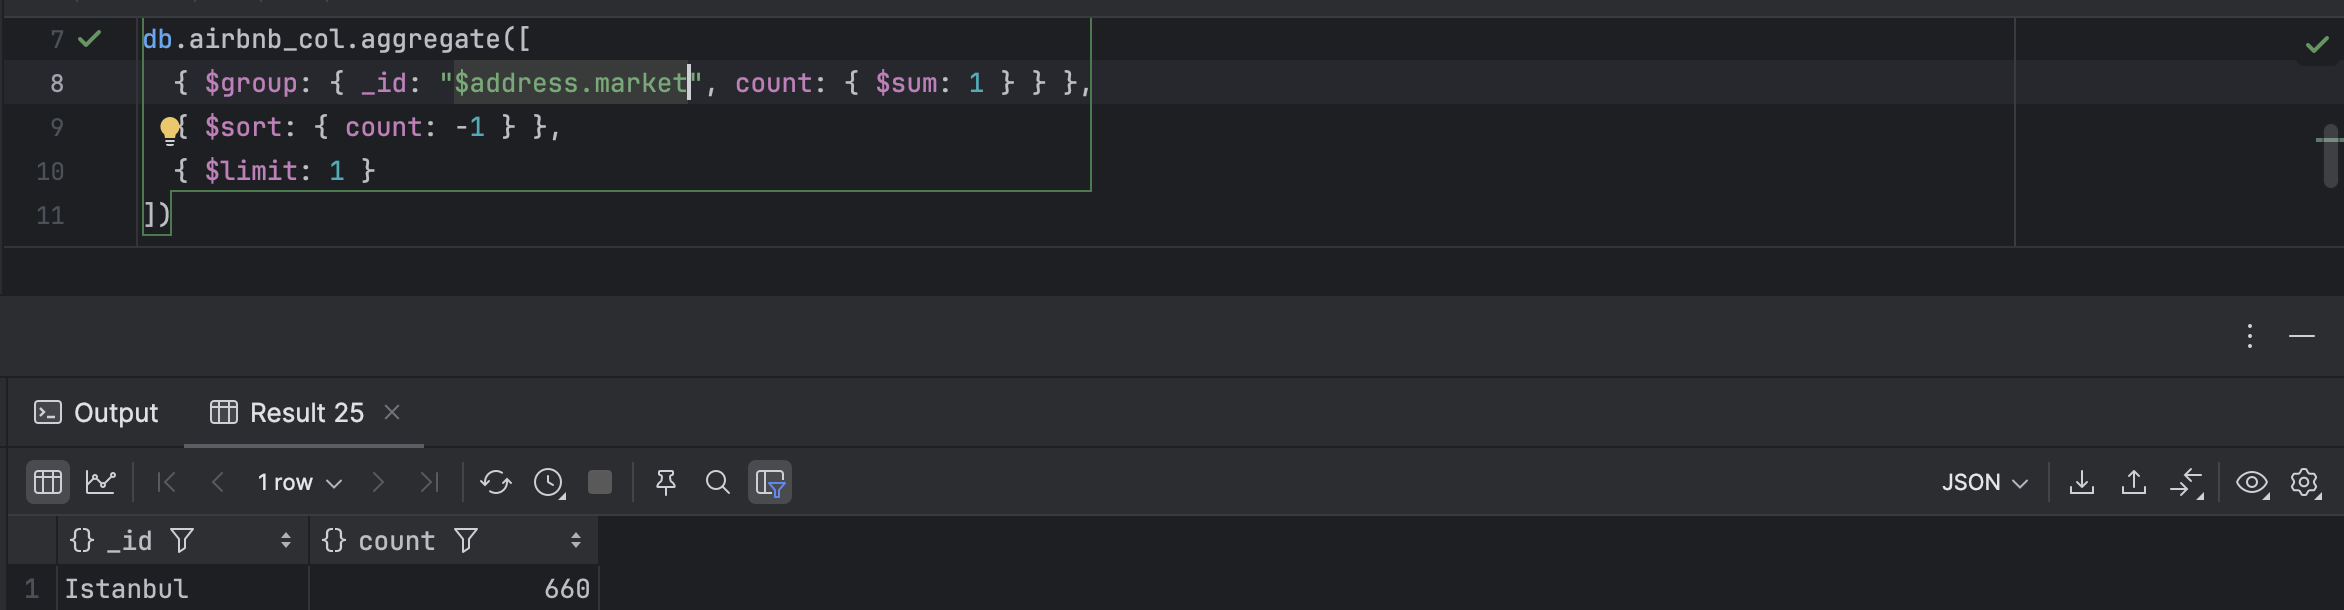 7 db.airbnb_col.aggregate([
8 { $group: { _id: "$address.market", count: { $sum: 1 } } },
9 { $sort: { count: -1 } },
10 { $limit: 1 }
11 ])
Output Result 25
1 row JSON
{} _id {} count
1 Istanbul 660